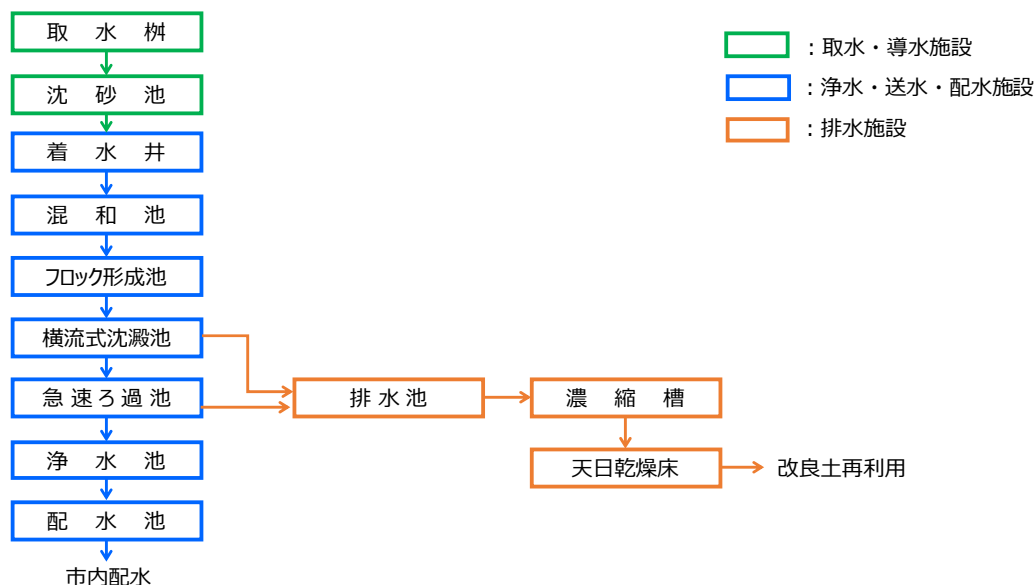 取水桝
沈砂池
着水井
混和池
フロック形成池
横流式沈澱池
急速ろ過池
浄水池
配水池
市内配水
排水池
濃縮槽
天日乾燥床
改良土再利用
：取水・導水施設
：浄水・送水・配水施設
：排水施設